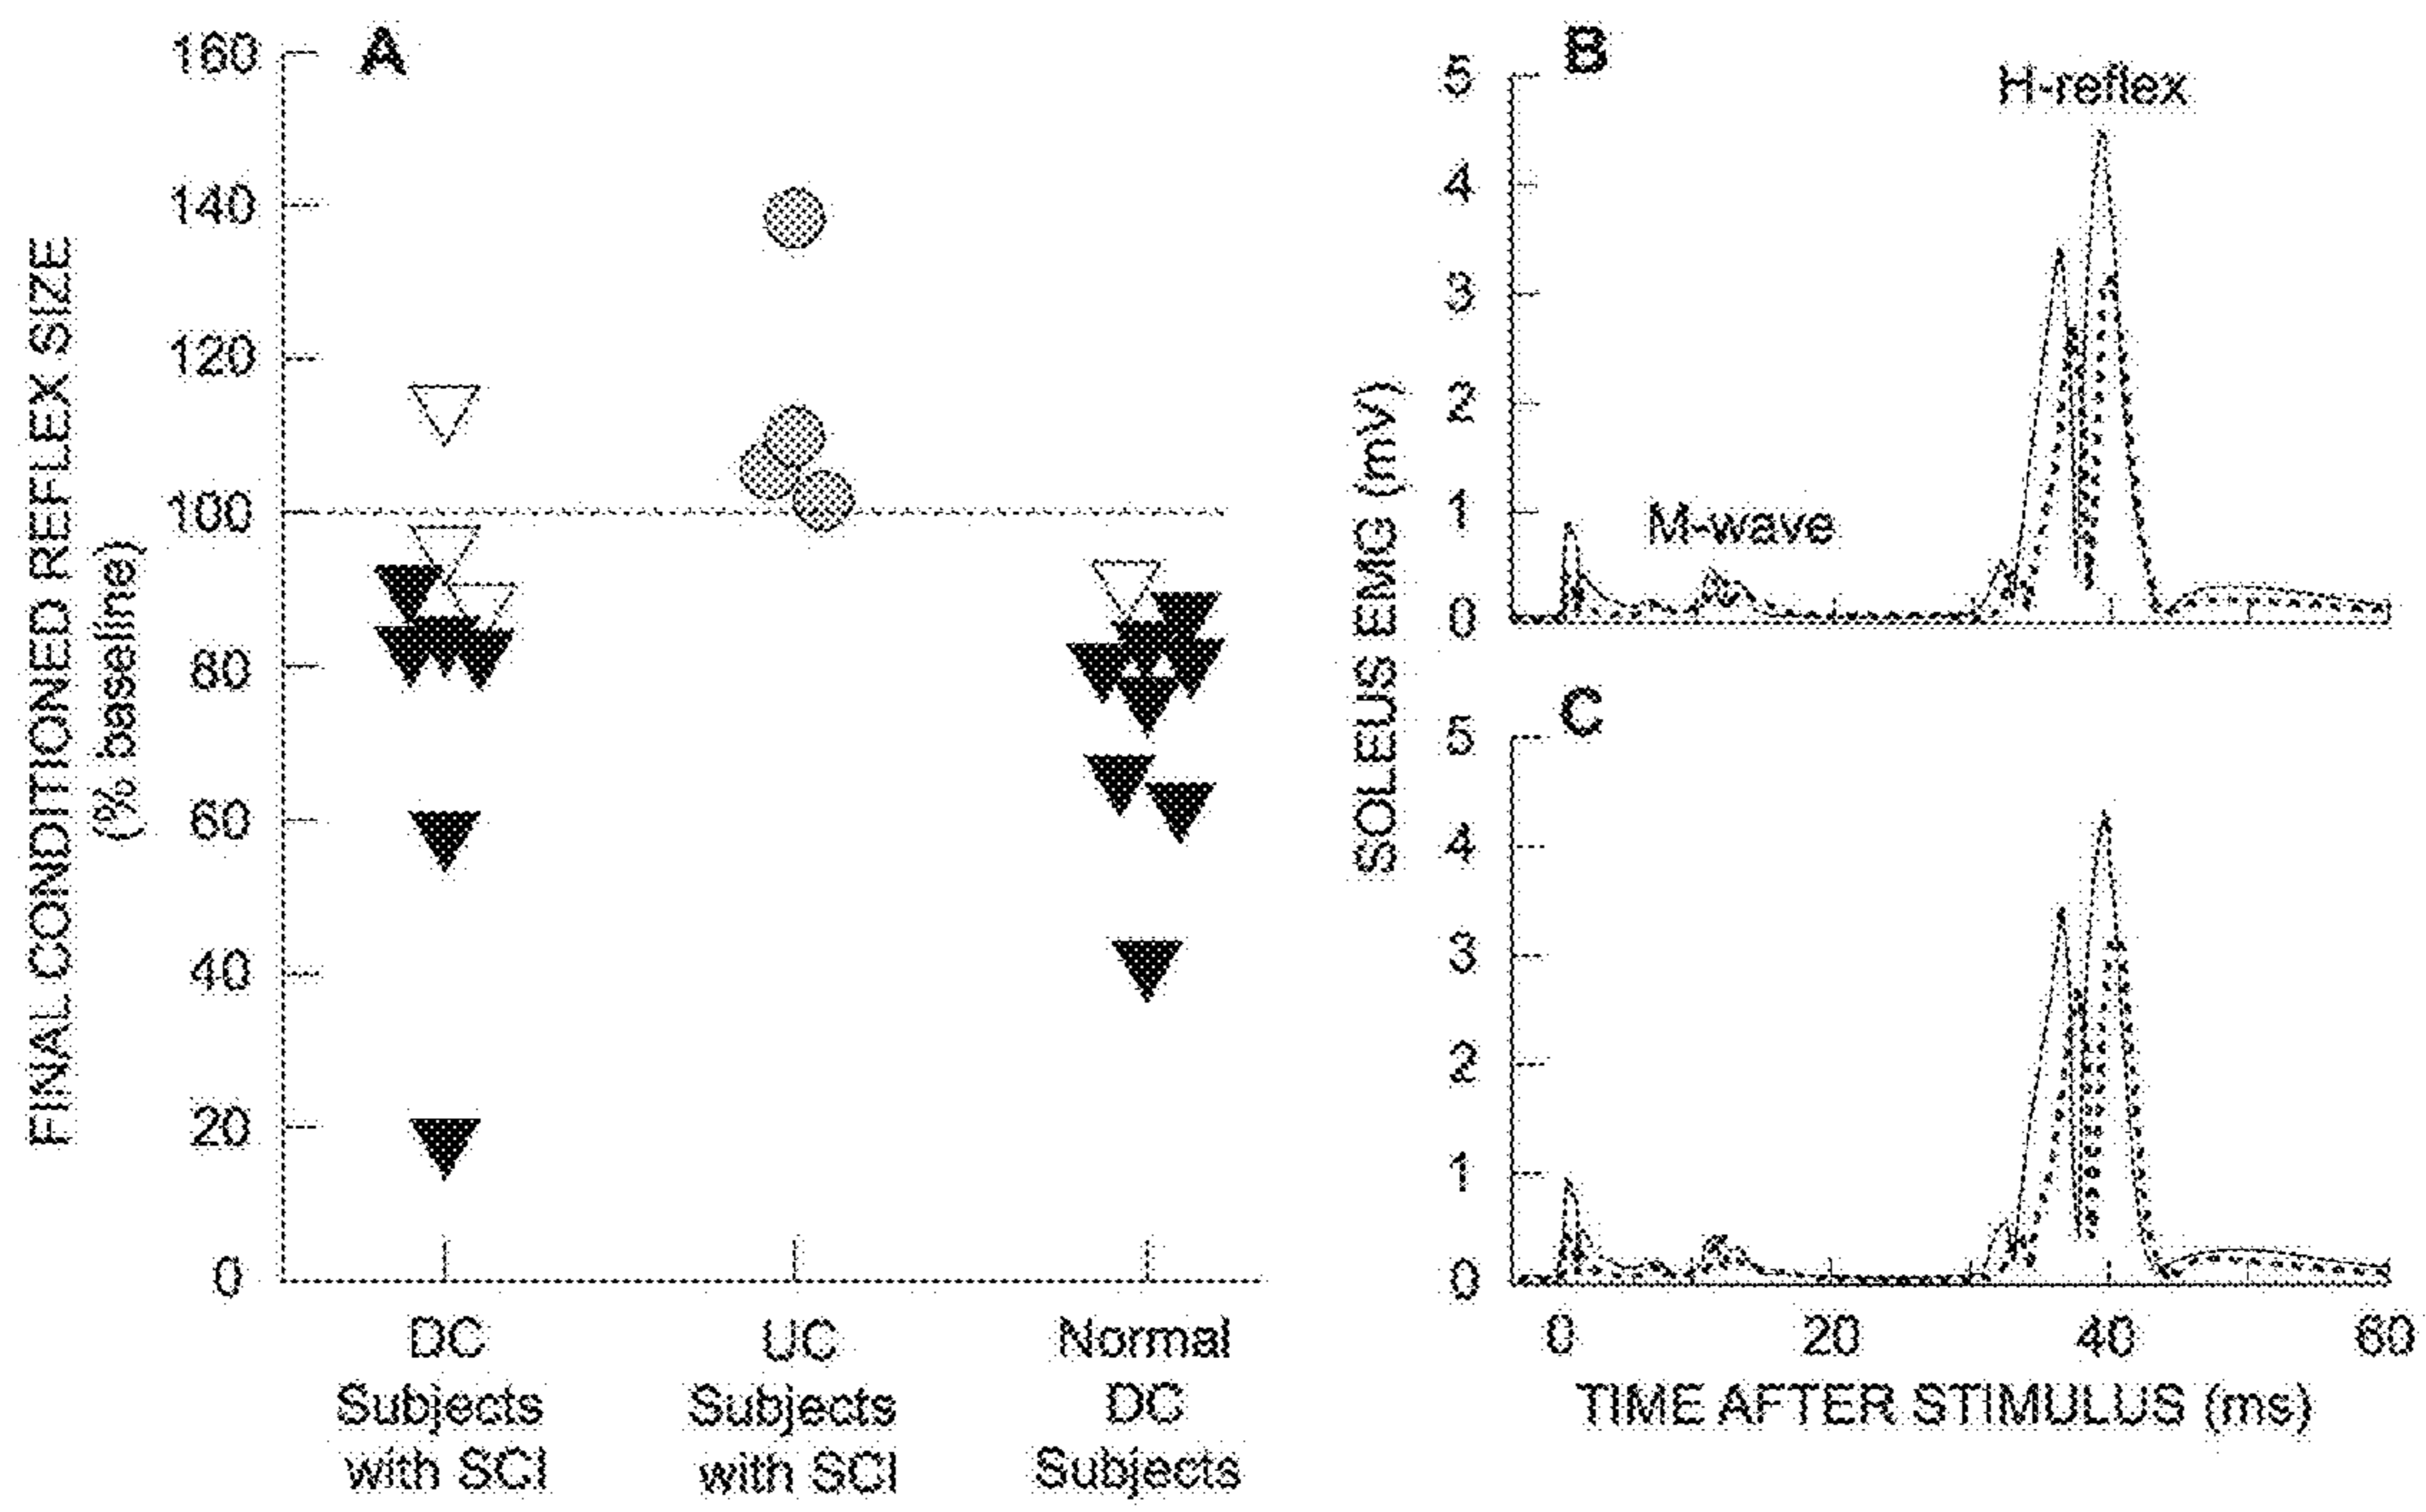 A
FINAL CONDITIONED REFLEX SIZE
(% baseline)
160
140
120
100
80
60
40
20
0
DC
Subjects
with SCI
UC
Subjects
with SCI
Normal
DC
Subjects
B
SOLEUS EMG (mV)
5
4
3
2
1
0
H-reflex
M-wave
C
5
4
3
2
1
0
0
20
40
60
TIME AFTER STIMULUS (ms)